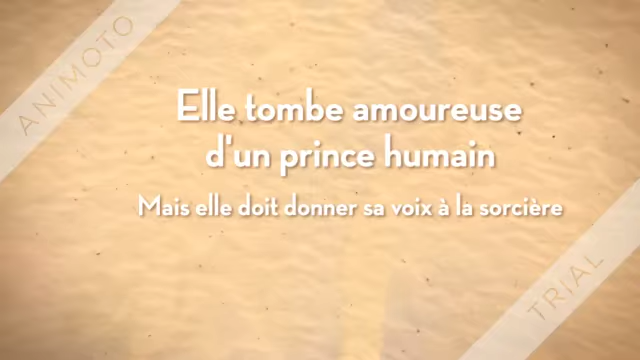 ANIMOTO
Elle tombe amoureuse
d'un prince humain
Mais elle doit donner sa voix à la sorcière
TRIAL